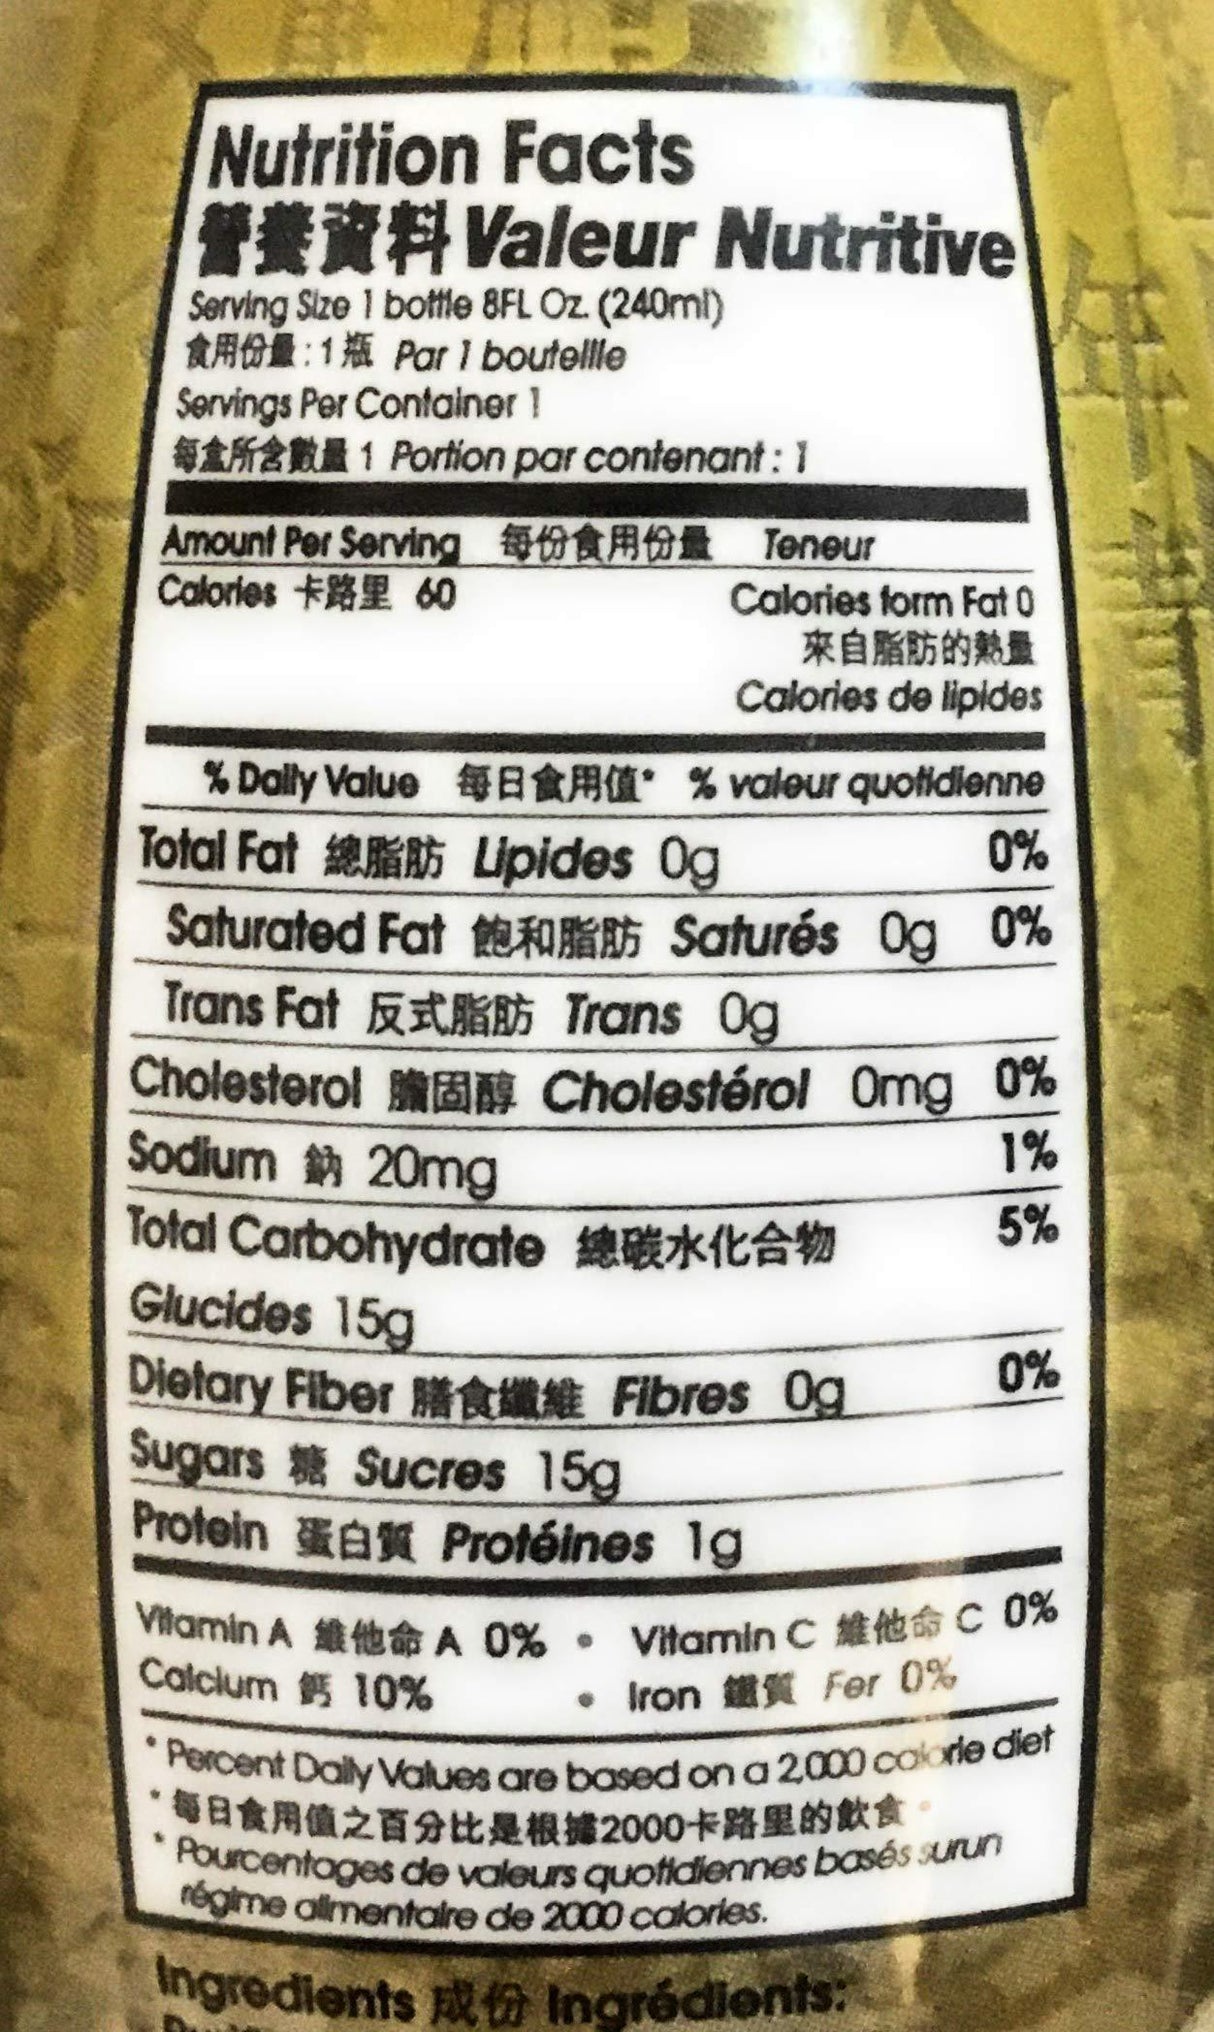 Nutrition Facts
營養資料 Valeur Nutritive
Serving Size 1 bottle 8FL Oz. (240ml)
食用份量:1瓶 Par 1 bouteille
Servings Per Container 1
每盒所含數量 1 Portion par contenant : 1
Amount Per Serving 每份食用份量 Teneur
Calories 卡路里 60 Calories form Fat 0
來自脂肪的熱量
Calories de lipides
% Daily Value 每日食用值* % valeur quotidienne
Total Fat 總脂肪 Lipides 0g 0%
Saturated Fat 飽和脂肪 Saturés 0g 0%
Trans Fat 反式脂肪 Trans 0g
Cholesterol 膽固醇 Cholestérol 0mg 0%
Sodium 鈉 20mg 1%
Total Carbohydrate 總碳水化合物 5%
Glucides 15g
Dietary Fiber 膳食纖維 Fibres 0g 0%
Sugars 糖 Sucres 15g
Protein 蛋白質 Protéines 1g
Vitamin A 維他命 A 0% • Vitamin C 維他命 C 0%
Calcium 鈣 10% • Iron 鐵質 Fer 0%
* Percent Daily Values are based on a 2,000 calorie diet
* 每日食用值之百分比是根據2000卡路里的飲食。
* Pourcentages de valeurs quotidiennes basés surun
régime alimentaire de 2000 calories.
Ingredients 成份 Ingrédients: